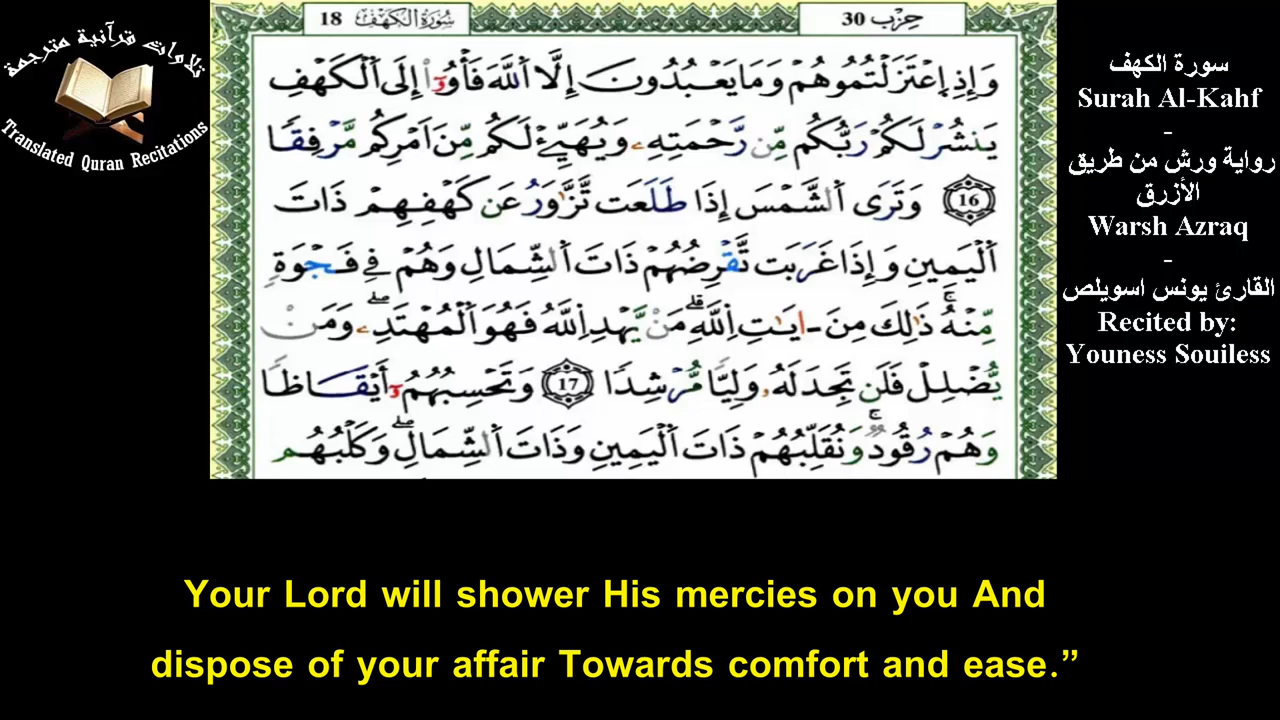 تلاوات قرآنية مترجمة
Translated Quran Recitations
سُورَةُ الكَهْف 18
حِزْب 30
وَإِذِ اِعْتَزَلْتُمُوهُمْ وَمَا يَعْبُدُونَ إِلَّا اَللَّهَ فَأْوُۥٓاْ إِلَى اَلْكَهْفِ
يَنشُرْ لَكُمْ رَبُّكُم مِّن رَّحْمَتِهِۦ وَيُهَيِّئْ لَكُم مِّنَ اَمْرِكُم مَّرْفِقًا
16 وَتَرَى اَلشَّمْسَ إِذَا طَلَعَت تَّزَّٰوَرُ عَن كَهْفِهِمْ ذَاتَ
اَلْيَمِينِ وَإِذَا غَرَبَت تَّقْرِضُهُمْ ذَاتَ اَلشِّمَالِ وَهُمْ فِي فَجْوَةٍ
مِّنْهُۚ ذَٰلِكَ مِنَ ـ ايَٰتِ اِللَّهِۗ مَنْ يَّهْدِ اِللَّهُ فَهُوَ اَلْمُهْتَدِۦۖ وَمَنْ
يُّضْلِلْ فَلَن تَجِدَ لَهُۥ وَلِيًّا مُّرْشِدًا 17 وَتَحْسِبُهُمُۥٓ أَيْقَاظًا
وَهُمْ رُقُودٌۚ وَنُقَلِّبُهُمْ ذَاتَ اَلْيَمِينِ وَذَاتَ اَلشِّمَالِۖ وَكَلْبُهُم
سورة الكهف
Surah Al-Kahf
-
رواية ورش من طريق
الأزرق
Warsh Azraq
-
القارئ يونس اسويلص
Recited by:
Youness Souiless
Your Lord will shower His mercies on you And
dispose of your affair Towards comfort and ease.”